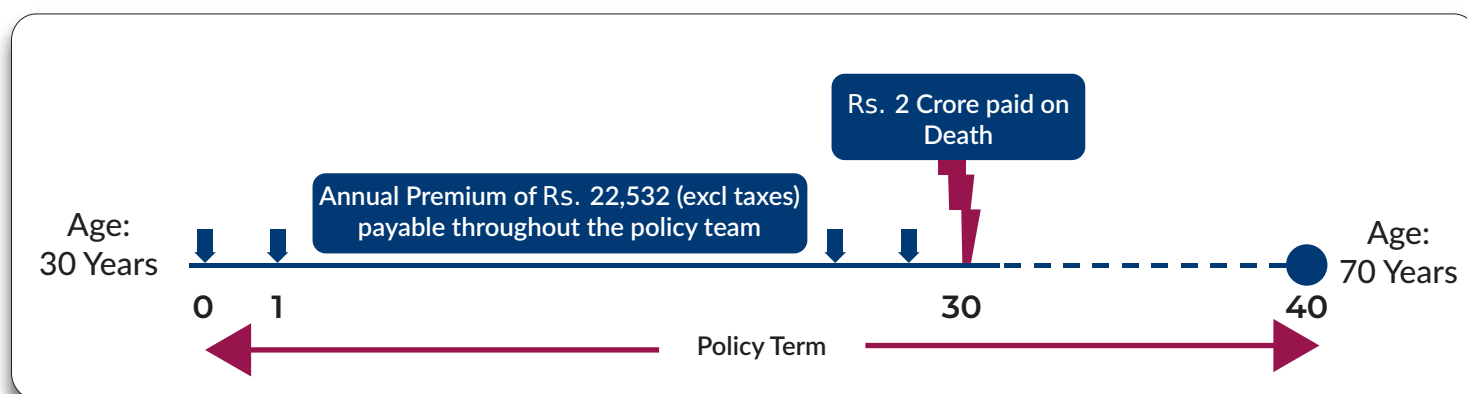 Rs. 2 Crore paid on
Death
Annual Premium of Rs. 22,532 (excl taxes)
payable throughout the policy team
Age:
30 Years
Age:
70 Years
0
1
30
40
Policy Term